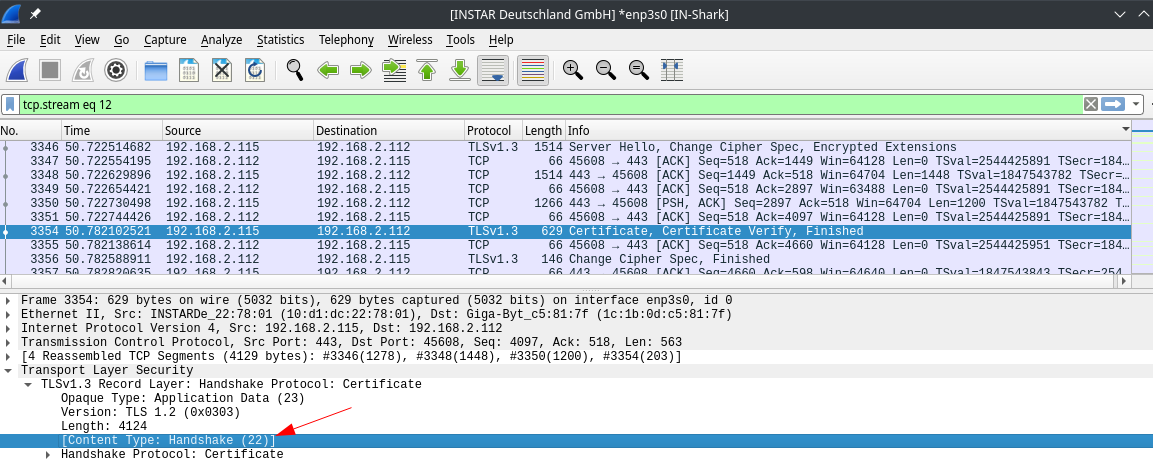 [INSTAR Deutschland GmbH] *enp3s0 [IN-Shark]
File Edit View Go Capture Analyze Statistics Telephony Wireless Tools Help
tcp.stream eq 12
No. Time Source Destination Protocol Length Info
3346 50.722514682 192.168.2.115 192.168.2.112 TLSv1.3 1514 Server Hello, Change Cipher Spec, Encrypted Extensions
3347 50.722554195 192.168.2.112 192.168.2.115 TCP 66 45608 → 443 [ACK] Seq=518 Ack=1449 Win=64128 Len=0 TSval=2544425891 TSecr=184…
3348 50.722629896 192.168.2.115 192.168.2.112 TCP 1514 443 → 45608 [ACK] Seq=1449 Ack=518 Win=64704 Len=1448 TSval=1847543782 TSecr=…
3349 50.722654421 192.168.2.112 192.168.2.115 TCP 66 45608 → 443 [ACK] Seq=518 Ack=2897 Win=63488 Len=0 TSval=2544425891 TSecr=184…
3350 50.722730498 192.168.2.115 192.168.2.112 TCP 1266 443 → 45608 [PSH, ACK] Seq=2897 Ack=518 Win=64704 Len=1200 TSval=1847543782 T…
3351 50.722744426 192.168.2.112 192.168.2.115 TCP 66 45608 → 443 [ACK] Seq=518 Ack=4097 Win=64128 Len=0 TSval=2544425891 TSecr=184…
3354 50.782102521 192.168.2.115 192.168.2.112 TLSv1.3 629 Certificate, Certificate Verify, Finished
3355 50.782138614 192.168.2.112 192.168.2.115 TCP 66 45608 → 443 [ACK] Seq=518 Ack=4660 Win=64128 Len=0 TSval=2544425951 TSecr=184…
3356 50.782588911 192.168.2.112 192.168.2.115 TLSv1.3 146 Change Cipher Spec, Finished
3357 50.782820635 192.168.2.115 192.168.2.112 TCP 66 443 → 45608 [ACK] Seq=4660 Ack=598 Win=64640 Len=0 TSval=1847543843 TSecr=254…
Frame 3354: 629 bytes on wire (5032 bits), 629 bytes captured (5032 bits) on interface enp3s0, id 0
Ethernet II, Src: INSTARDe_22:78:01 (10:d1:dc:22:78:01), Dst: Giga-Byt_c5:81:7f (1c:1b:0d:c5:81:7f)
Internet Protocol Version 4, Src: 192.168.2.115, Dst: 192.168.2.112
Transmission Control Protocol, Src Port: 443, Dst Port: 45608, Seq: 4097, Ack: 518, Len: 563
[4 Reassembled TCP Segments (4129 bytes): #3346(1278), #3348(1448), #3350(1200), #3354(203)]
Transport Layer Security
TLSv1.3 Record Layer: Handshake Protocol: Certificate
Opaque Type: Application Data (23)
Version: TLS 1.2 (0x0303)
Length: 4124
[Content Type: Handshake (22)]
Handshake Protocol: Certificate